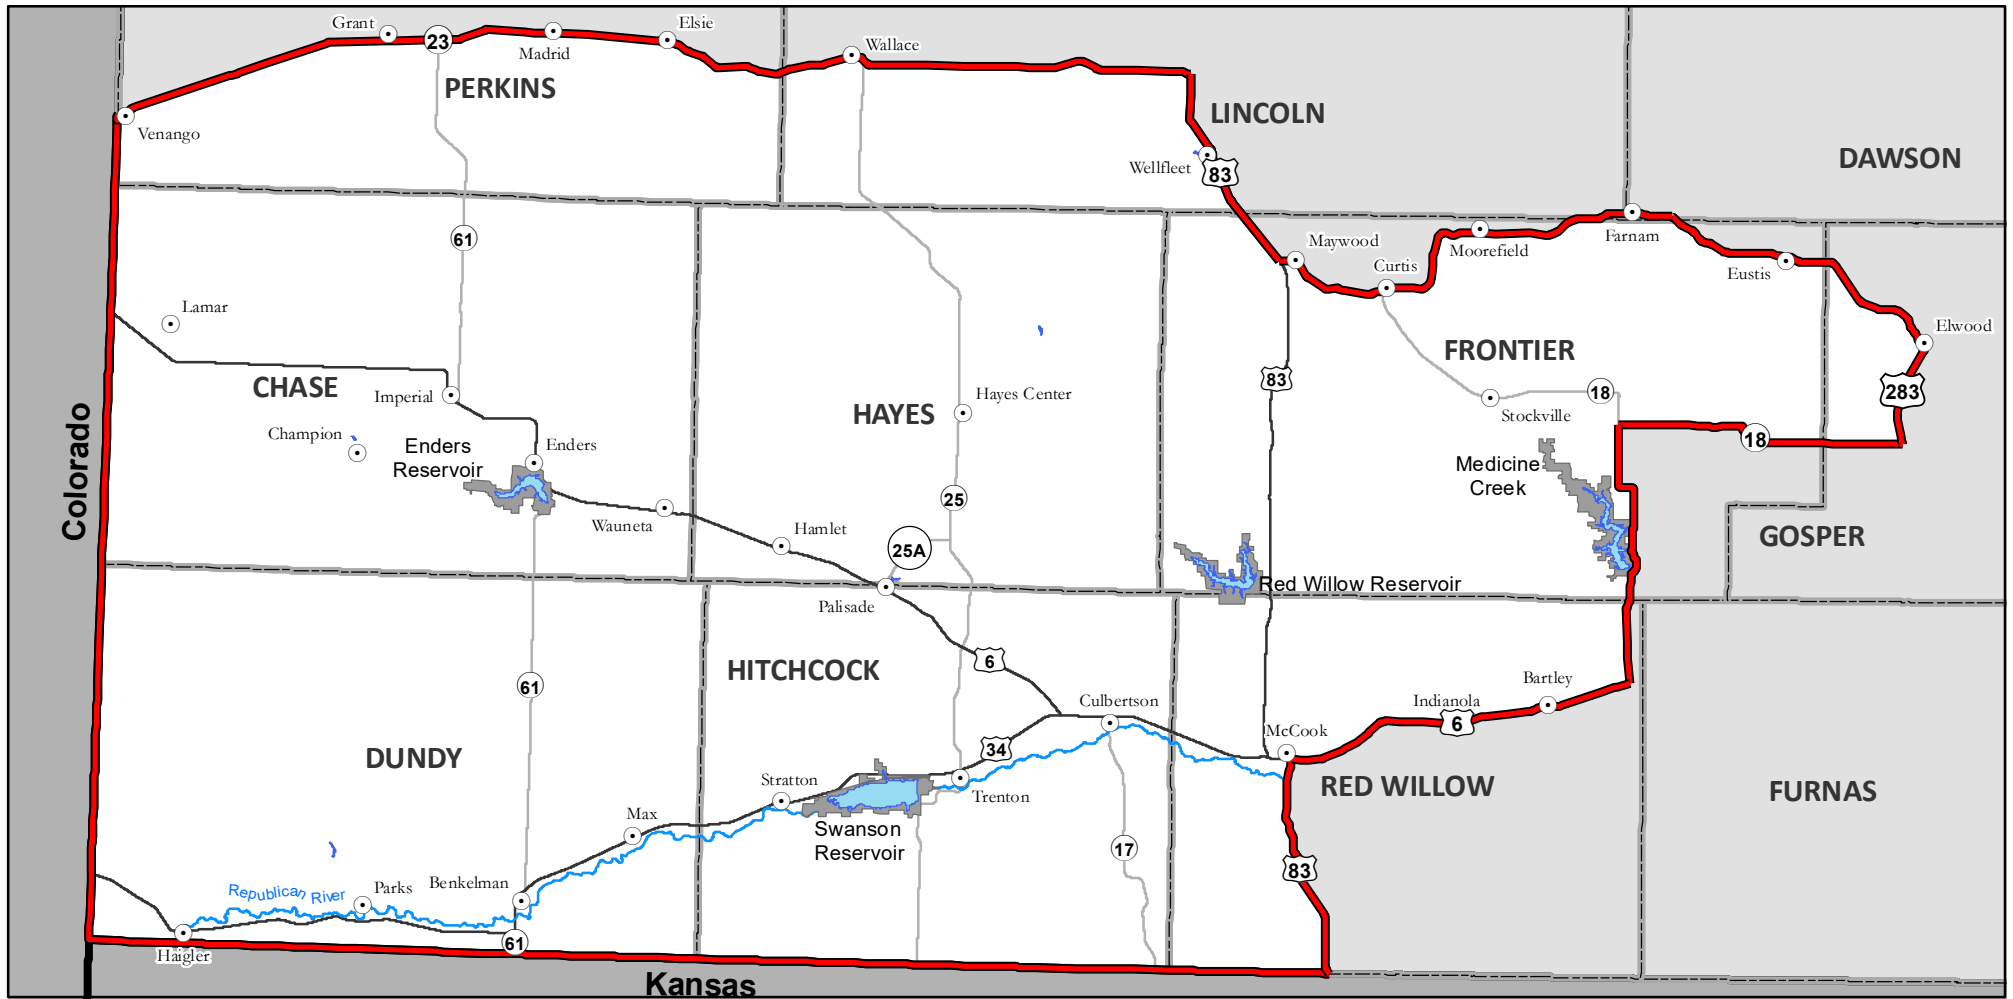 Grant
23
Madrid
Elsie
Wallace
PERKINS
LINCOLN
Venango
Wellfleet
83
DAWSON
61
Maywood
Curtis
Moorefield
Farnam
Eustis
Lamar
Elwood
FRONTIER
CHASE
Imperial
83
283
HAYES
Hayes Center
18
Stockville
Champion
Enders
Reservoir
Enders
18
Colorado
Medicine
Creek
25
Wauneta
Hamlet
25A
GOSPER
Palisade
Red Willow Reservoir
HITCHCOCK
6
61
Culbertson
Bartley
Indianola
6
McCook
DUNDY
34
Stratton
Trenton
RED WILLOW
FURNAS
Max
Swanson
Reservoir
17
83
Benkelman
Parks
Republican River
61
Haigler
Kansas